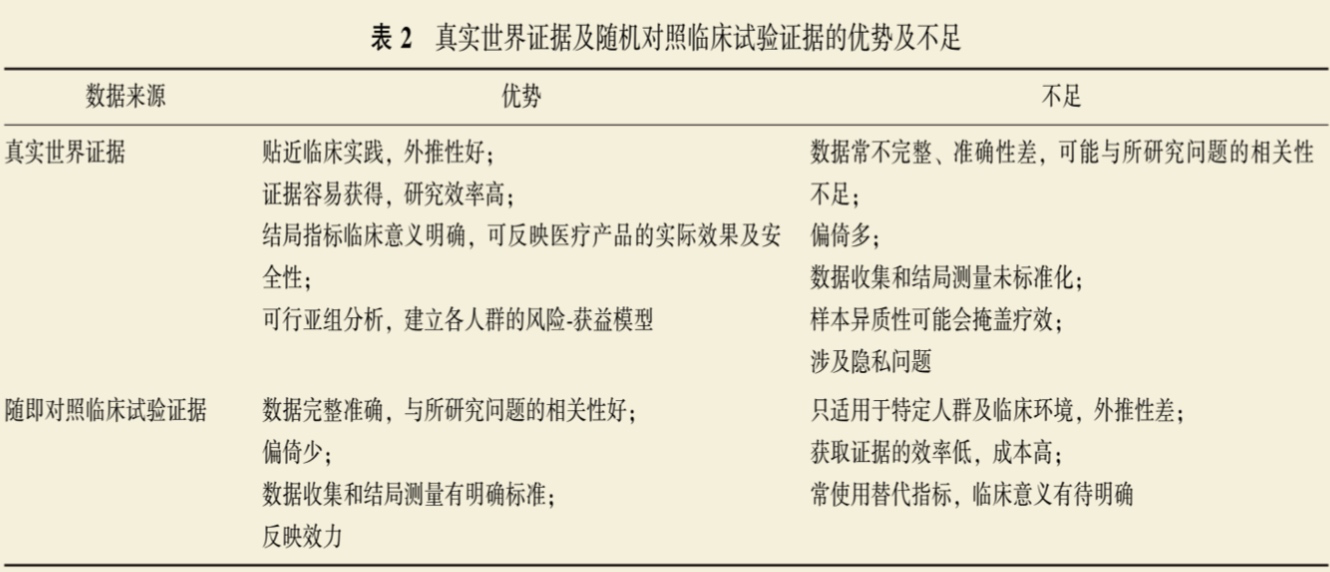 表 2 真实世界证据及随机对照临床试验证据的优势及不足
数据来源 优势 不足
真实世界证据 贴近临床实践，外推性好； 数据常不完整、准确性差，可能与所研究问题的相关性
证据容易获得，研究效率高； 不足；
结局指标临床意义明确，可反映医疗产品的实际效果及安 偏倚多；
全性； 数据收集和结局测量未标准化；
可行亚组分析，建立各人群的风险-获益模型 样本异质性可能会掩盖疗效；
涉及隐私问题
随即对照临床试验证据 数据完整准确，与所研究问题的相关性好； 只适用于特定人群及临床环境，外推性差；
偏倚少； 获取证据的效率低，成本高；
数据收集和结局测量有明确标准； 常使用替代指标，临床意义有待明确
反映效力